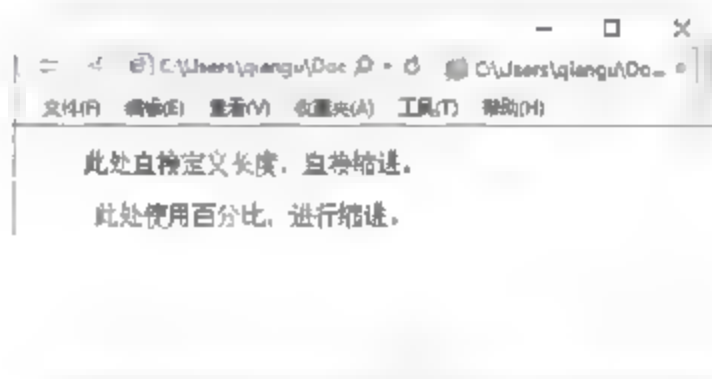 C:\Users\qiangu\Doc C:\Users\qiangu\Do...
文件(F) 编辑(E) 查看(V) 收藏夹(A) 工具(T) 帮助(H)
此处直接定义长度，直接缩进。
此处使用百分比，进行缩进。